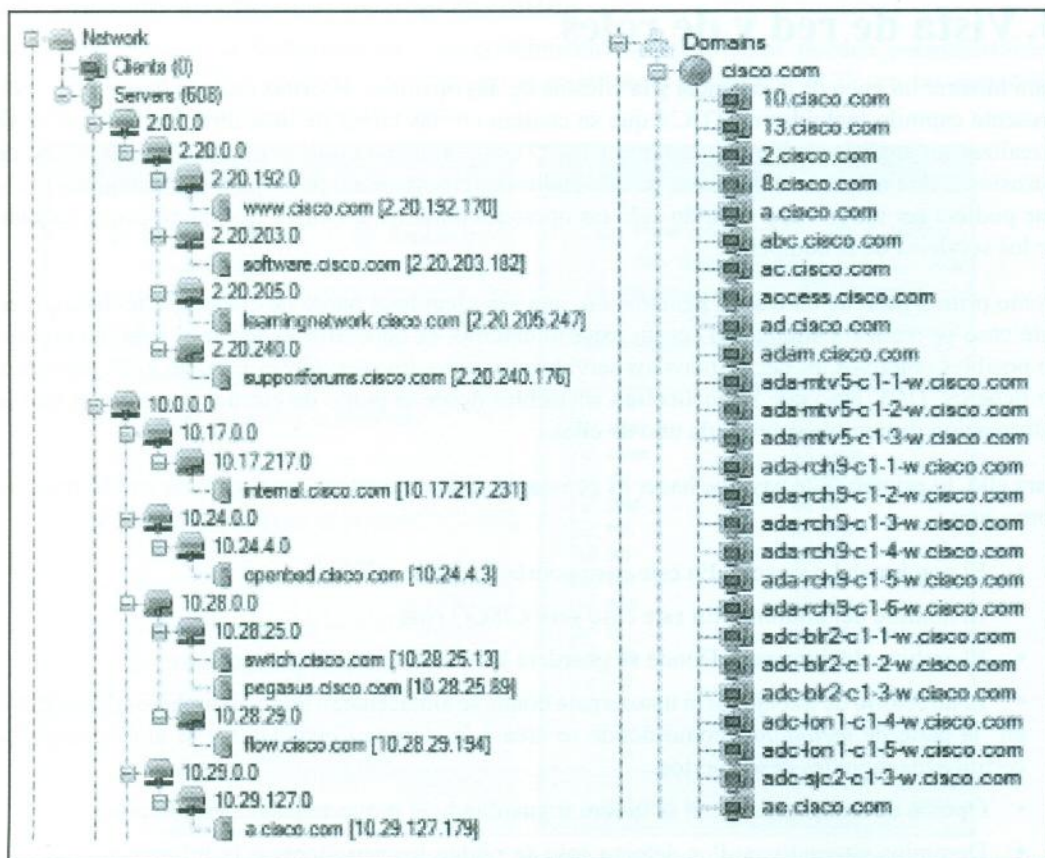 . Vista de red y de roles
Network
Clients (0)
Servers (608)
2.0.0.0
2.20.0.0
2.20.192.0
www.cisco.com [2.20.192.170]
2.20.203.0
software.cisco.com [2.20.203.182]
2.20.205.0
learningnetwork.cisco.com [2.20.205.247]
2.20.240.0
supportforums.cisco.com [2.20.240.176]
10.0.0.0
10.17.0.0
10.17.217.0
internal.cisco.com [10.17.217.231]
10.24.0.0
10.24.4.0
openbsd.cisco.com [10.24.4.3]
10.28.0.0
10.28.25.0
switch.cisco.com [10.28.25.13]
pegasus.cisco.com [10.28.25.89]
10.28.29.0
flow.cisco.com [10.28.29.194]
10.29.0.0
10.29.127.0
a.cisco.com [10.29.127.179]
Domains
cisco.com
10.cisco.com
13.cisco.com
2.cisco.com
8.cisco.com
a.cisco.com
abc.cisco.com
ac.cisco.com
access.cisco.com
ad.cisco.com
adam.cisco.com
ada-mtv5-c1-1-w.cisco.com
ada-mtv5-c1-2-w.cisco.com
ada-mtv5-c1-3-w.cisco.com
ada-rch9-c1-1-w.cisco.com
ada-rch9-c1-2-w.cisco.com
ada-rch9-c1-3-w.cisco.com
ada-rch9-c1-4-w.cisco.com
ada-rch9-c1-5-w.cisco.com
ada-rch9-c1-6-w.cisco.com
adc-blr2-c1-1-w.cisco.com
adc-blr2-c1-2-w.cisco.com
adc-blr2-c1-3-w.cisco.com
adc-lon1-c1-4-w.cisco.com
adc-lon1-c1-5-w.cisco.com
adc-sjc2-c1-3-w.cisco.com
ae.cisco.com